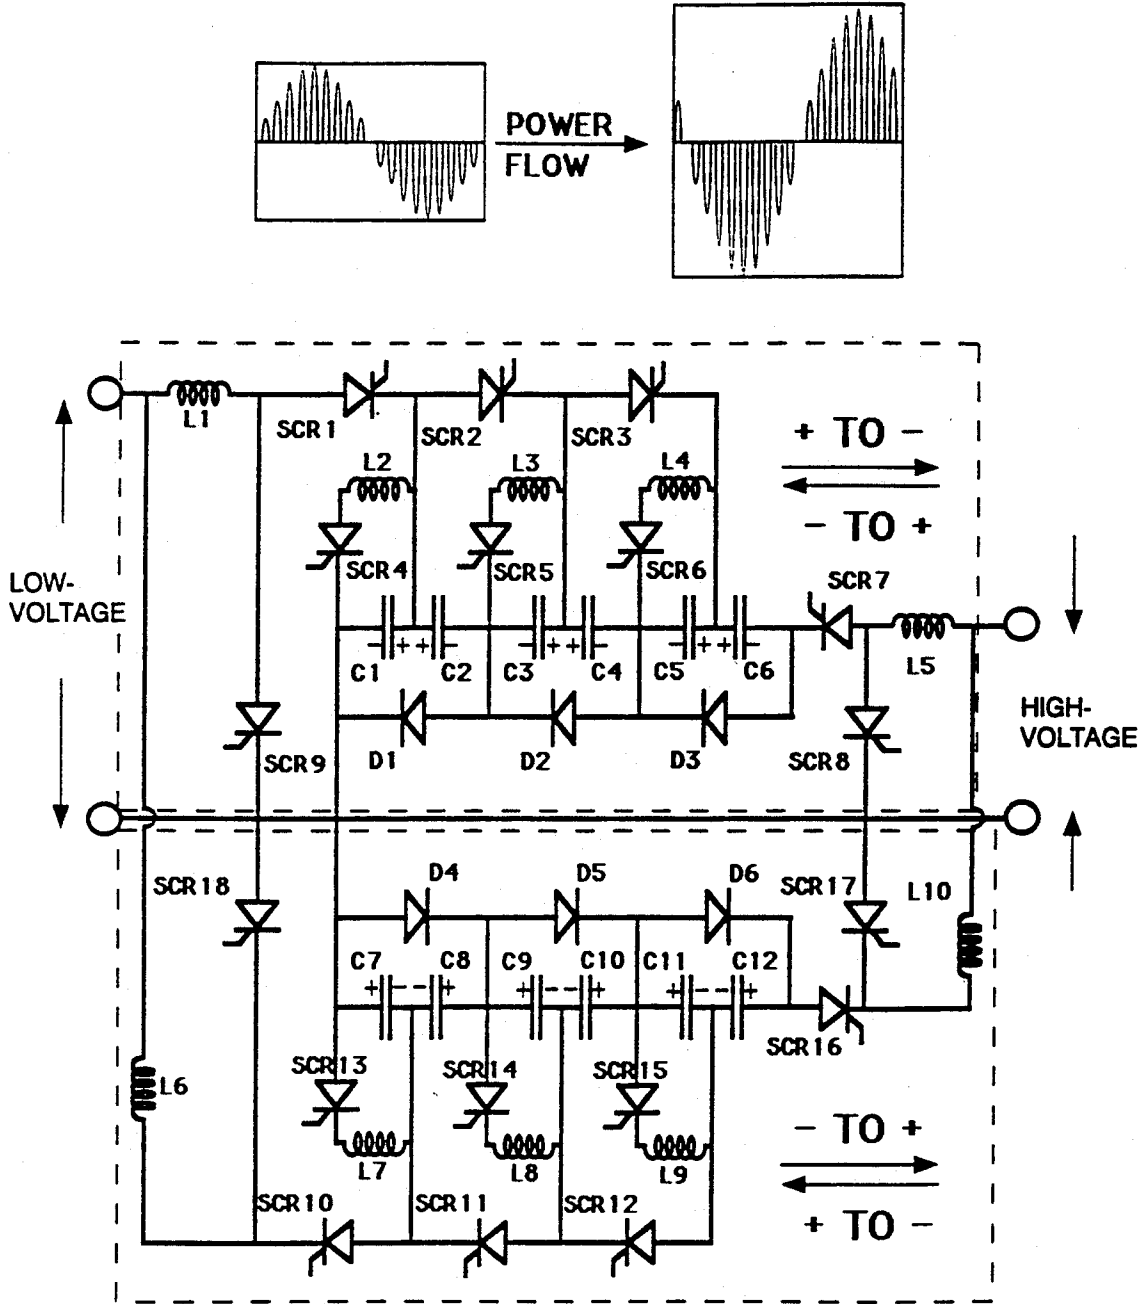 POWER
FLOW
L1
SCR1
SCR2
SCR3
+ TO −
− TO +
L2
L3
L4
SCR4
SCR5
SCR6
SCR7
LOW-
VOLTAGE
− + + −
− + + −
− + + −
C1
C2
C3
C4
C5
C6
L5
HIGH-
VOLTAGE
D1
D2
D3
SCR8
SCR9
D4
D5
D6
SCR18
SCR17
L10
C7
C8
C9
C10
C11
C12
+ − − +
+ − − +
+ − − +
SCR16
SCR13
SCR14
SCR15
L6
L7
L8
L9
− TO +
+ TO −
SCR10
SCR11
SCR12